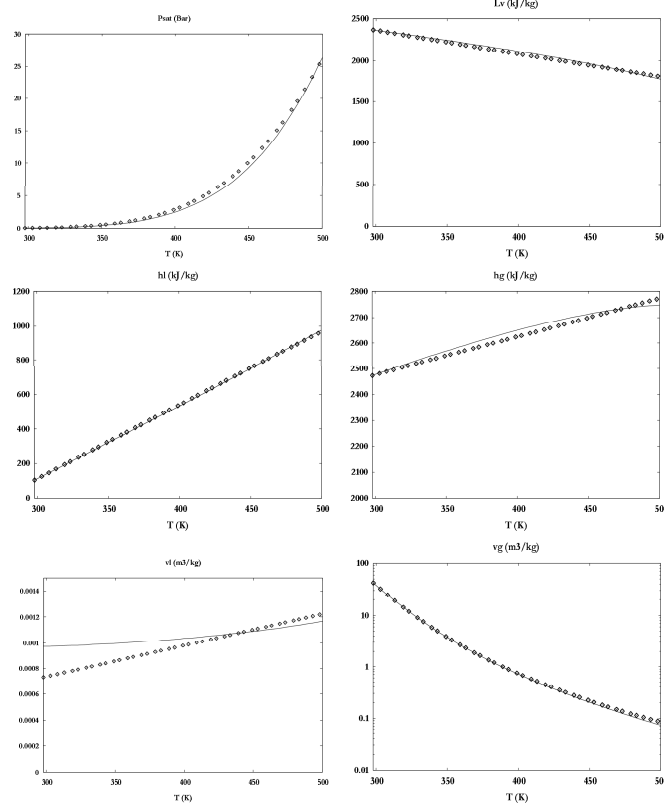 Psat (Bar)
30
25
20
15
10
5
0
300 350 400 450 500
T (K)
Lv (kJ/kg)
2500
2000
1500
1000
500
0
300 350 400 450 50
T (K)
hl (kJ/kg)
1200
1000
800
600
400
200
0
300 350 400 450 500
T (K)
hg (kJ/kg)
2800
2700
2600
2500
2400
2300
2200
2100
2000
300 350 400 450 50
T (K)
vl (m3/kg)
0.0014
0.0012
0.001
0.0008
0.0006
0.0004
0.0002
0
300 350 400 450 500
T (K)
vg (m3/kg)
100
10
1
0.1
0.01
300 350 400 450 50
T (K)